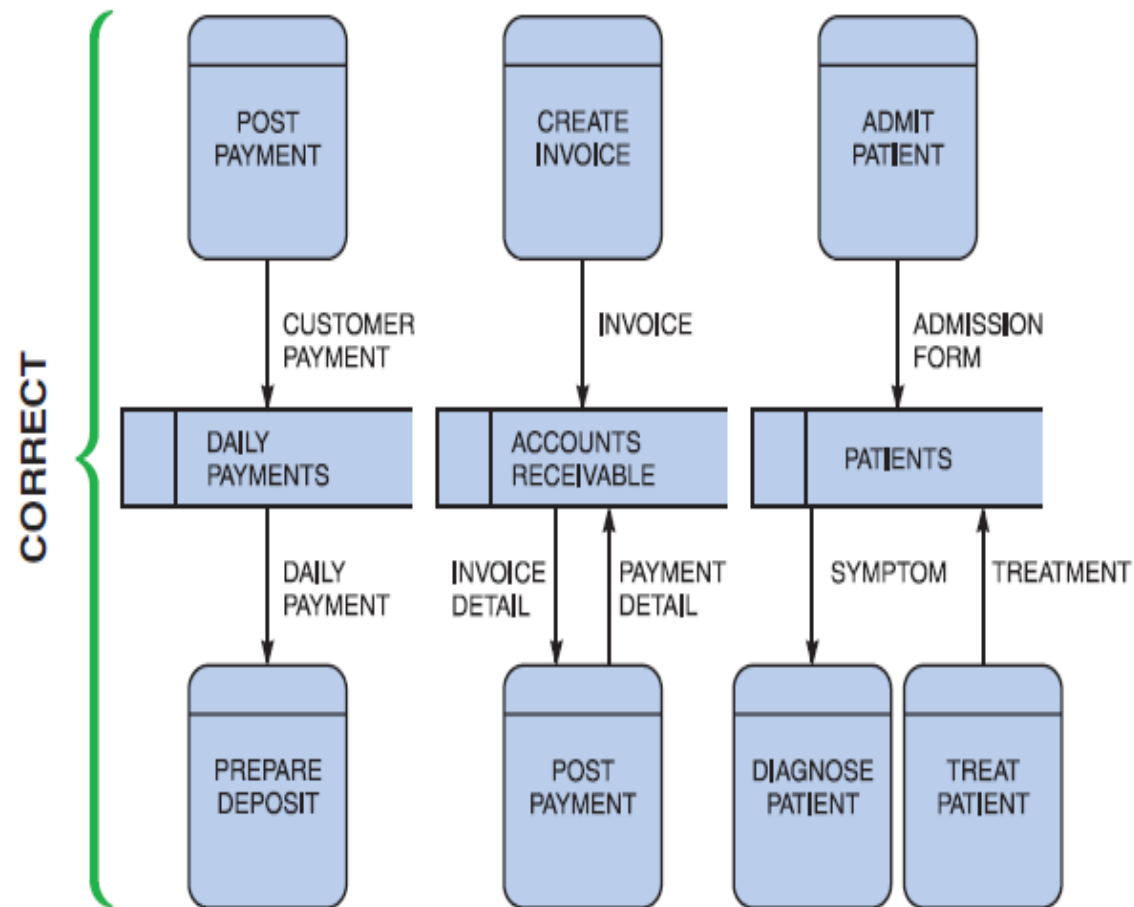 CORRECT
POST
PAYMENT
CREATE
INVOICE
ADMIT
PATIENT
CUSTOMER
PAYMENT
INVOICE
ADMISSION
FORM
DAILY
PAYMENTS
ACCOUNTS
RECEIVABLE
PATIENTS
DAILY
PAYMENT
INVOICE
DETAIL
PAYMENT
DETAIL
SYMPTOM
TREATMENT
PREPARE
DEPOSIT
POST
PAYMENT
DIAGNOSE
PATIENT
TREAT
PATIENT